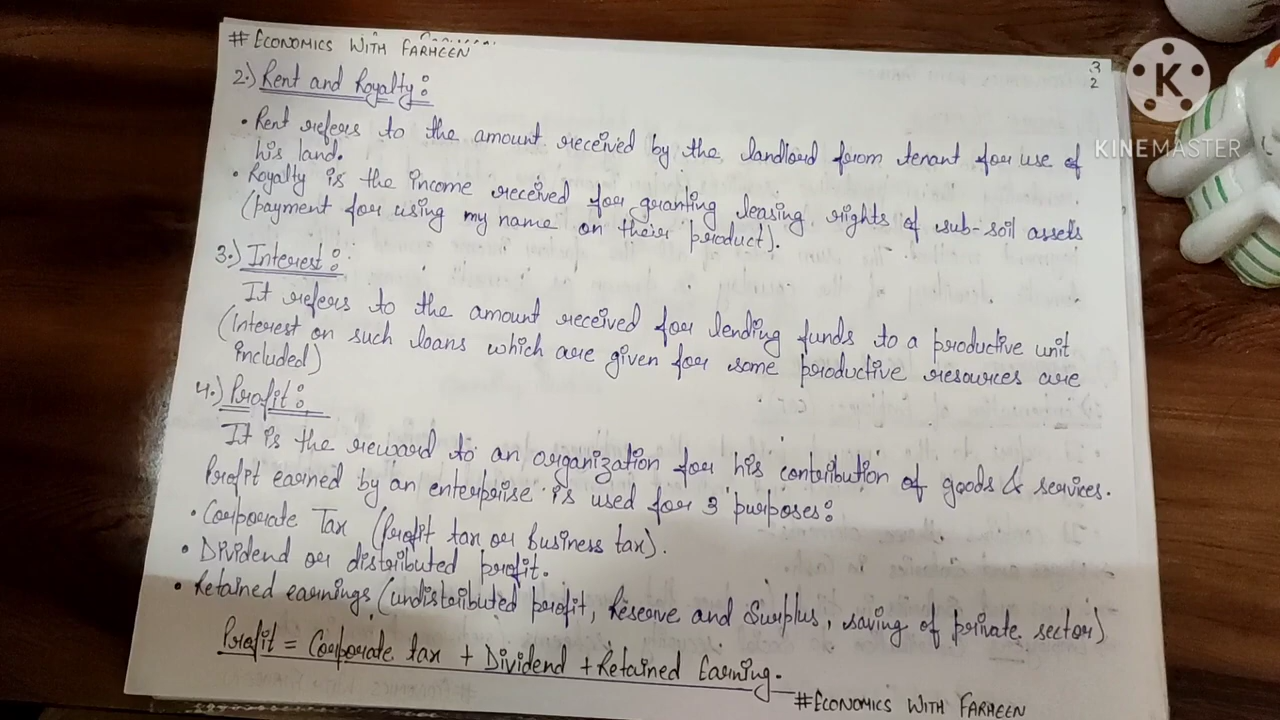 #ECONOMICS WITH FARHEEN
3
2
K
KINEMASTER
2.) Rent and Royalty:
• Rent refers to the amount received by the landlord from tenant for use of
his land.
• Royalty is the income received for granting leasing rights of sub-soil assets
(payment for using my name on their product).
3.) Interest:
It refers to the amount received for lending funds to a productive unit
(Interest on such loans which are given for some productive resources are
included)
4.) Profit:
It is the reward to an organization for his contribution of goods & services.
Profit earned by an enterprise is used for 3 purposes:
• Corporate Tax (Profit tax or Business tax).
• Dividend or distributed profit.
• Retained earnings (undistributed profit, Reserve and Surplus, saving of private sector)
Profit = Corporate tax + Dividend + Retained Earning.
#ECONOMICS WITH FARHEEN